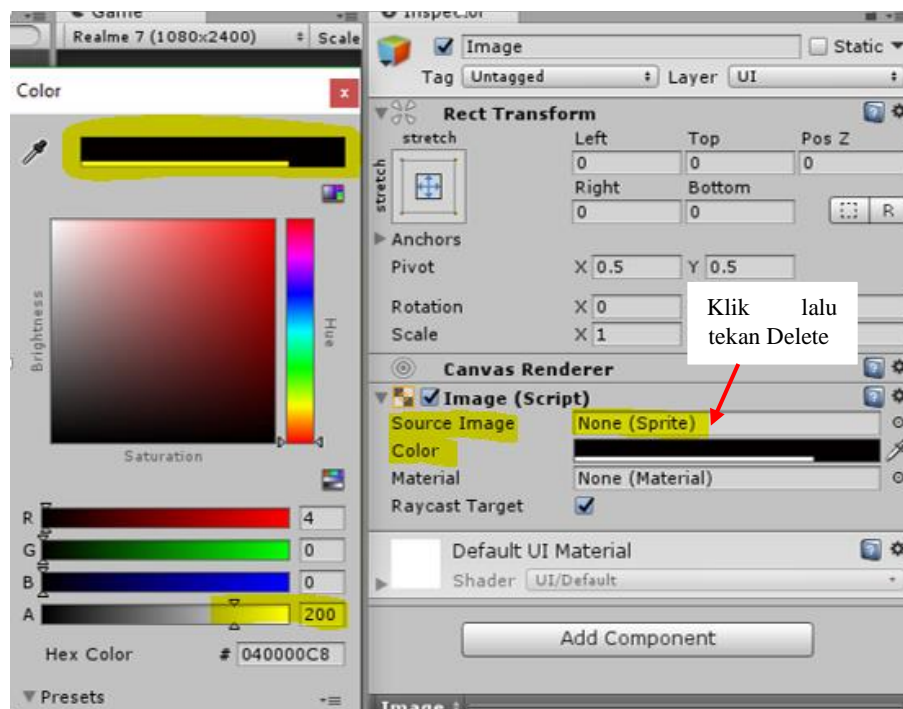 Game
Realme 7 (1080x2400)
Scale
Color
x
Brightness
Hue
Saturation
R 4
G 0
B 0
A 200
Hex Color # 040000C8
Presets
Inspector
Image
Static
Tag Untagged Layer UI
Rect Transform
stretch
stretch
Left Top Pos Z
0 0 0
Right Bottom
0 0
R
Anchors
Pivot X 0.5 Y 0.5
Rotation X 0
Scale X 1
Klik lalu
tekan Delete
Canvas Renderer
Image (Script)
Source Image None (Sprite)
Color
Material None (Material)
Raycast Target
Default UI Material
Shader UI/Default
Add Component
Image